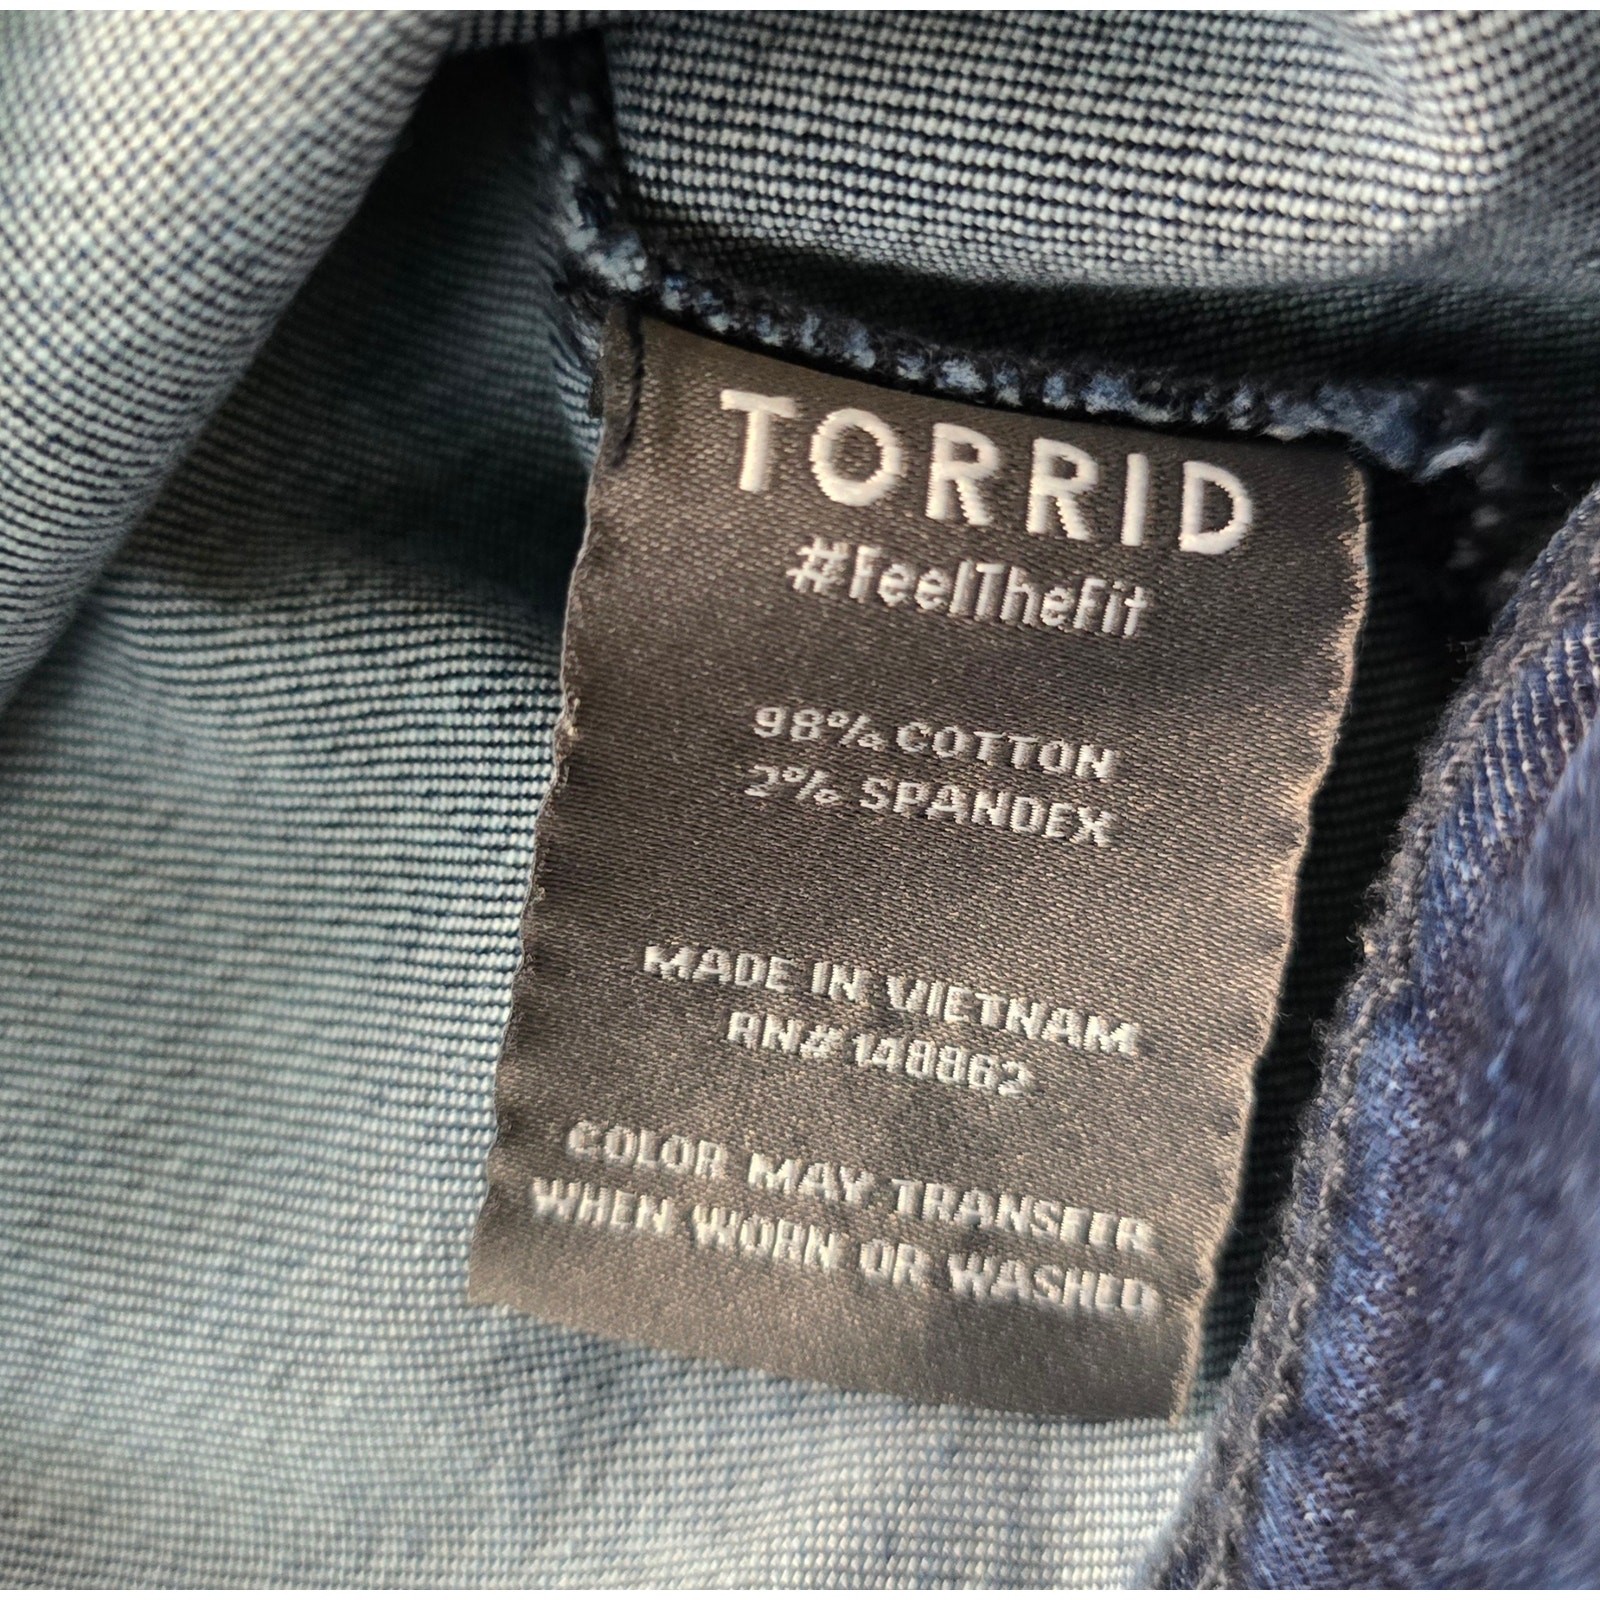 TORRID
#FeelTheFit
98% COTTON
2% SPANDEX
MADE IN VIETNAM
RN# 148862
COLOR MAY TRANSFER
WHEN WORN OR WASHED